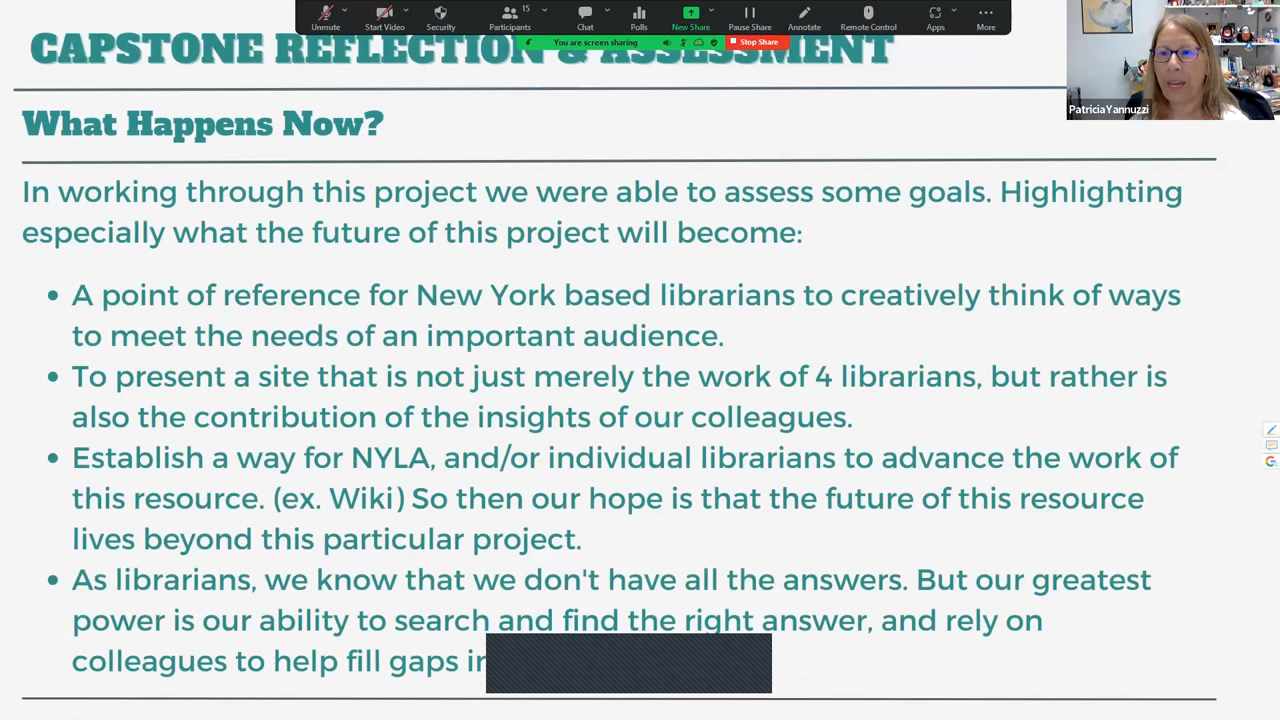 Unmute
Start Video
Security
Participants
15
Chat
Polls
New Share
Pause Share
Annotate
Remote Control
Apps
More
You are screen sharing
Stop Share
CAPSTONE REFLECTION & ASSESSMENT
Patricia Yannuzzi
What Happens Now?
In working through this project we were able to assess some goals. Highlighting
especially what the future of this project will become:
• A point of reference for New York based librarians to creatively think of ways
to meet the needs of an important audience.
• To present a site that is not just merely the work of 4 librarians, but rather is
also the contribution of the insights of our colleagues.
• Establish a way for NYLA, and/or individual librarians to advance the work of
this resource. (ex. Wiki) So then our hope is that the future of this resource
lives beyond this particular project.
• As librarians, we know that we don't have all the answers. But our greatest
power is our ability to search and find the right answer, and rely on
colleagues to help fill gaps